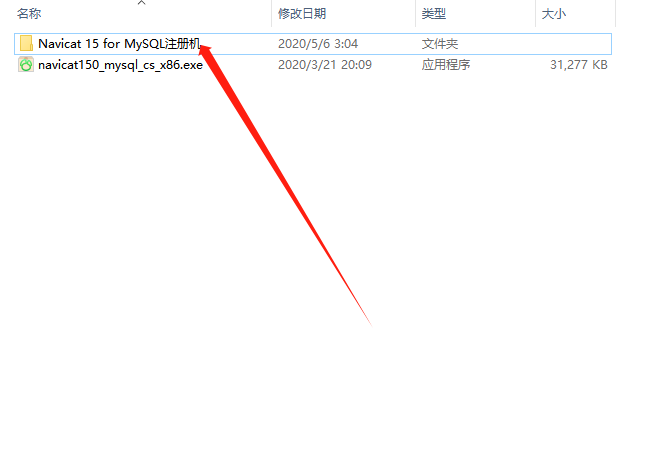 名称 修改日期 类型 大小
Navicat 15 for MySQL注册机 2020/5/6 3:04 文件夹
navicat150_mysql_cs_x86.exe 2020/3/21 20:09 应用程序 31,277 KB